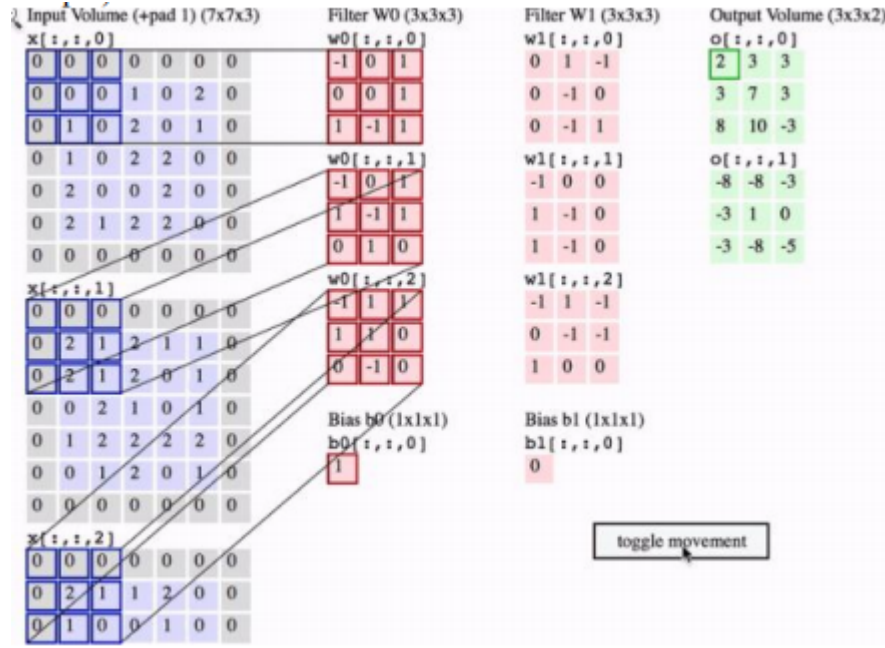 Input Volume (+pad 1) (7x7x3)
x[:,:,0]
0 0 0 0 0 0 0
0 0 0 1 0 2 0
0 1 0 2 0 1 0
0 1 0 2 2 0 0
0 2 0 0 2 0 0
0 2 1 2 2 0 0
0 0 0 0 0 0 0
x[:,:,1]
0 0 0 0 0 0 0
0 2 1 2 1 1 0
0 2 1 2 0 1 0
0 0 2 1 0 1 0
0 1 2 2 2 2 0
0 0 1 2 0 1 0
0 0 0 0 0 0 0
x[:,:,2]
0 0 0 0 0 0 0
0 2 1 1 2 0 0
0 1 0 0 1 0 0
Filter W0 (3x3x3)
w0[:,:,0]
-1 0 1
0 0 1
1 -1 1
w0[:,:,1]
-1 0 1
1 -1 1
0 1 0
w0[:,:,2]
-1 1 1
1 1 0
0 -1 0
Bias b0 (1x1x1)
b0[:,:,0]
1
Filter W1 (3x3x3)
w1[:,:,0]
0 1 -1
0 -1 0
0 -1 1
w1[:,:,1]
-1 0 0
1 -1 0
1 -1 0
w1[:,:,2]
-1 1 -1
0 -1 -1
1 0 0
Bias b1 (1x1x1)
b1[:,:,0]
0
Output Volume (3x3x2)
o[:,:,0]
2 3 3
3 7 3
8 10 -3
o[:,:,1]
-8 -8 -3
-3 1 0
-3 -8 -5
toggle movement